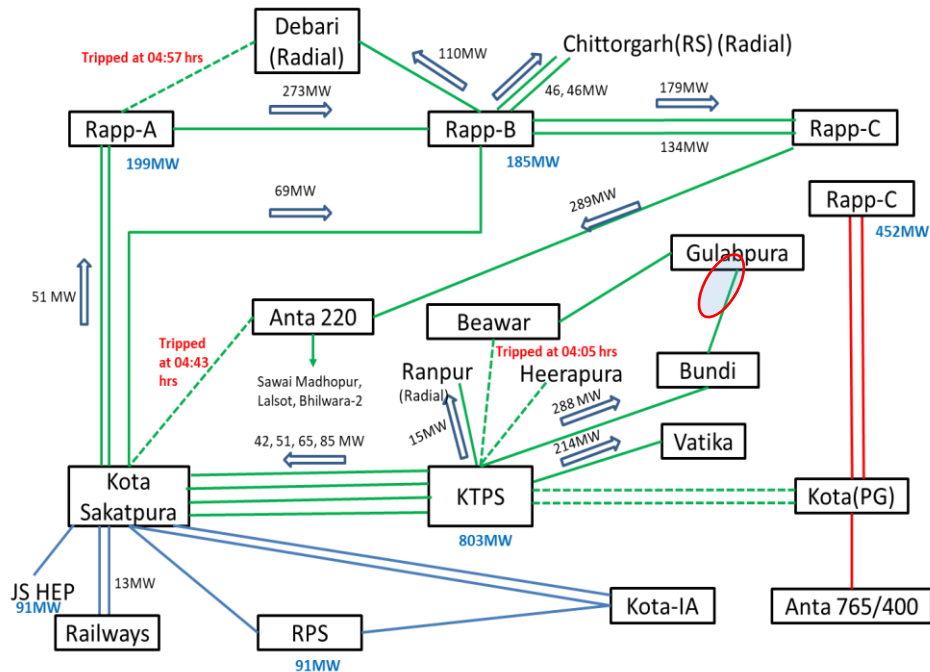 Debari
(Radial)
Tripped at 04:57 hrs
110MW
Chittorgarh(RS) (Radial)
46, 46MW
273MW
179MW
Rapp-A
199MW
Rapp-B
185MW
134MW
Rapp-C
69MW
289MW
Rapp-C
452MW
51 MW
Gulabpura
Anta 220
Beawar
Tripped
at 04:43
hrs
Tripped at 04:05 hrs
Sawai Madhopur,
Lalsot, Bhilwara-2
Ranpur
(Radial)
Heerapura
Bundi
15MW
288 MW
214MW
Vatika
42, 51, 65, 85 MW
Kota
Sakatpura
KTPS
803MW
Kota(PG)
JS HEP
91MW
13MW
Railways
RPS
91MW
Kota-IA
Anta 765/400